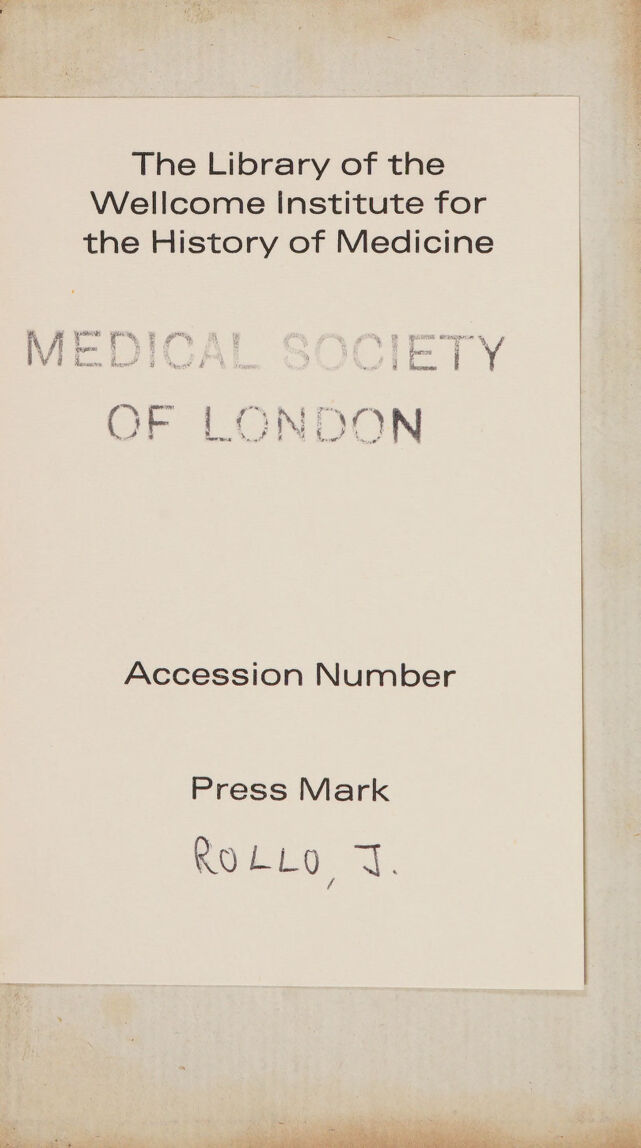 The Library of the
Wellcome Institute for
the History of Medicine
MEDICAL SOCIETY
OF LONDON
Accession Number
Press Mark
ROLLO, J.